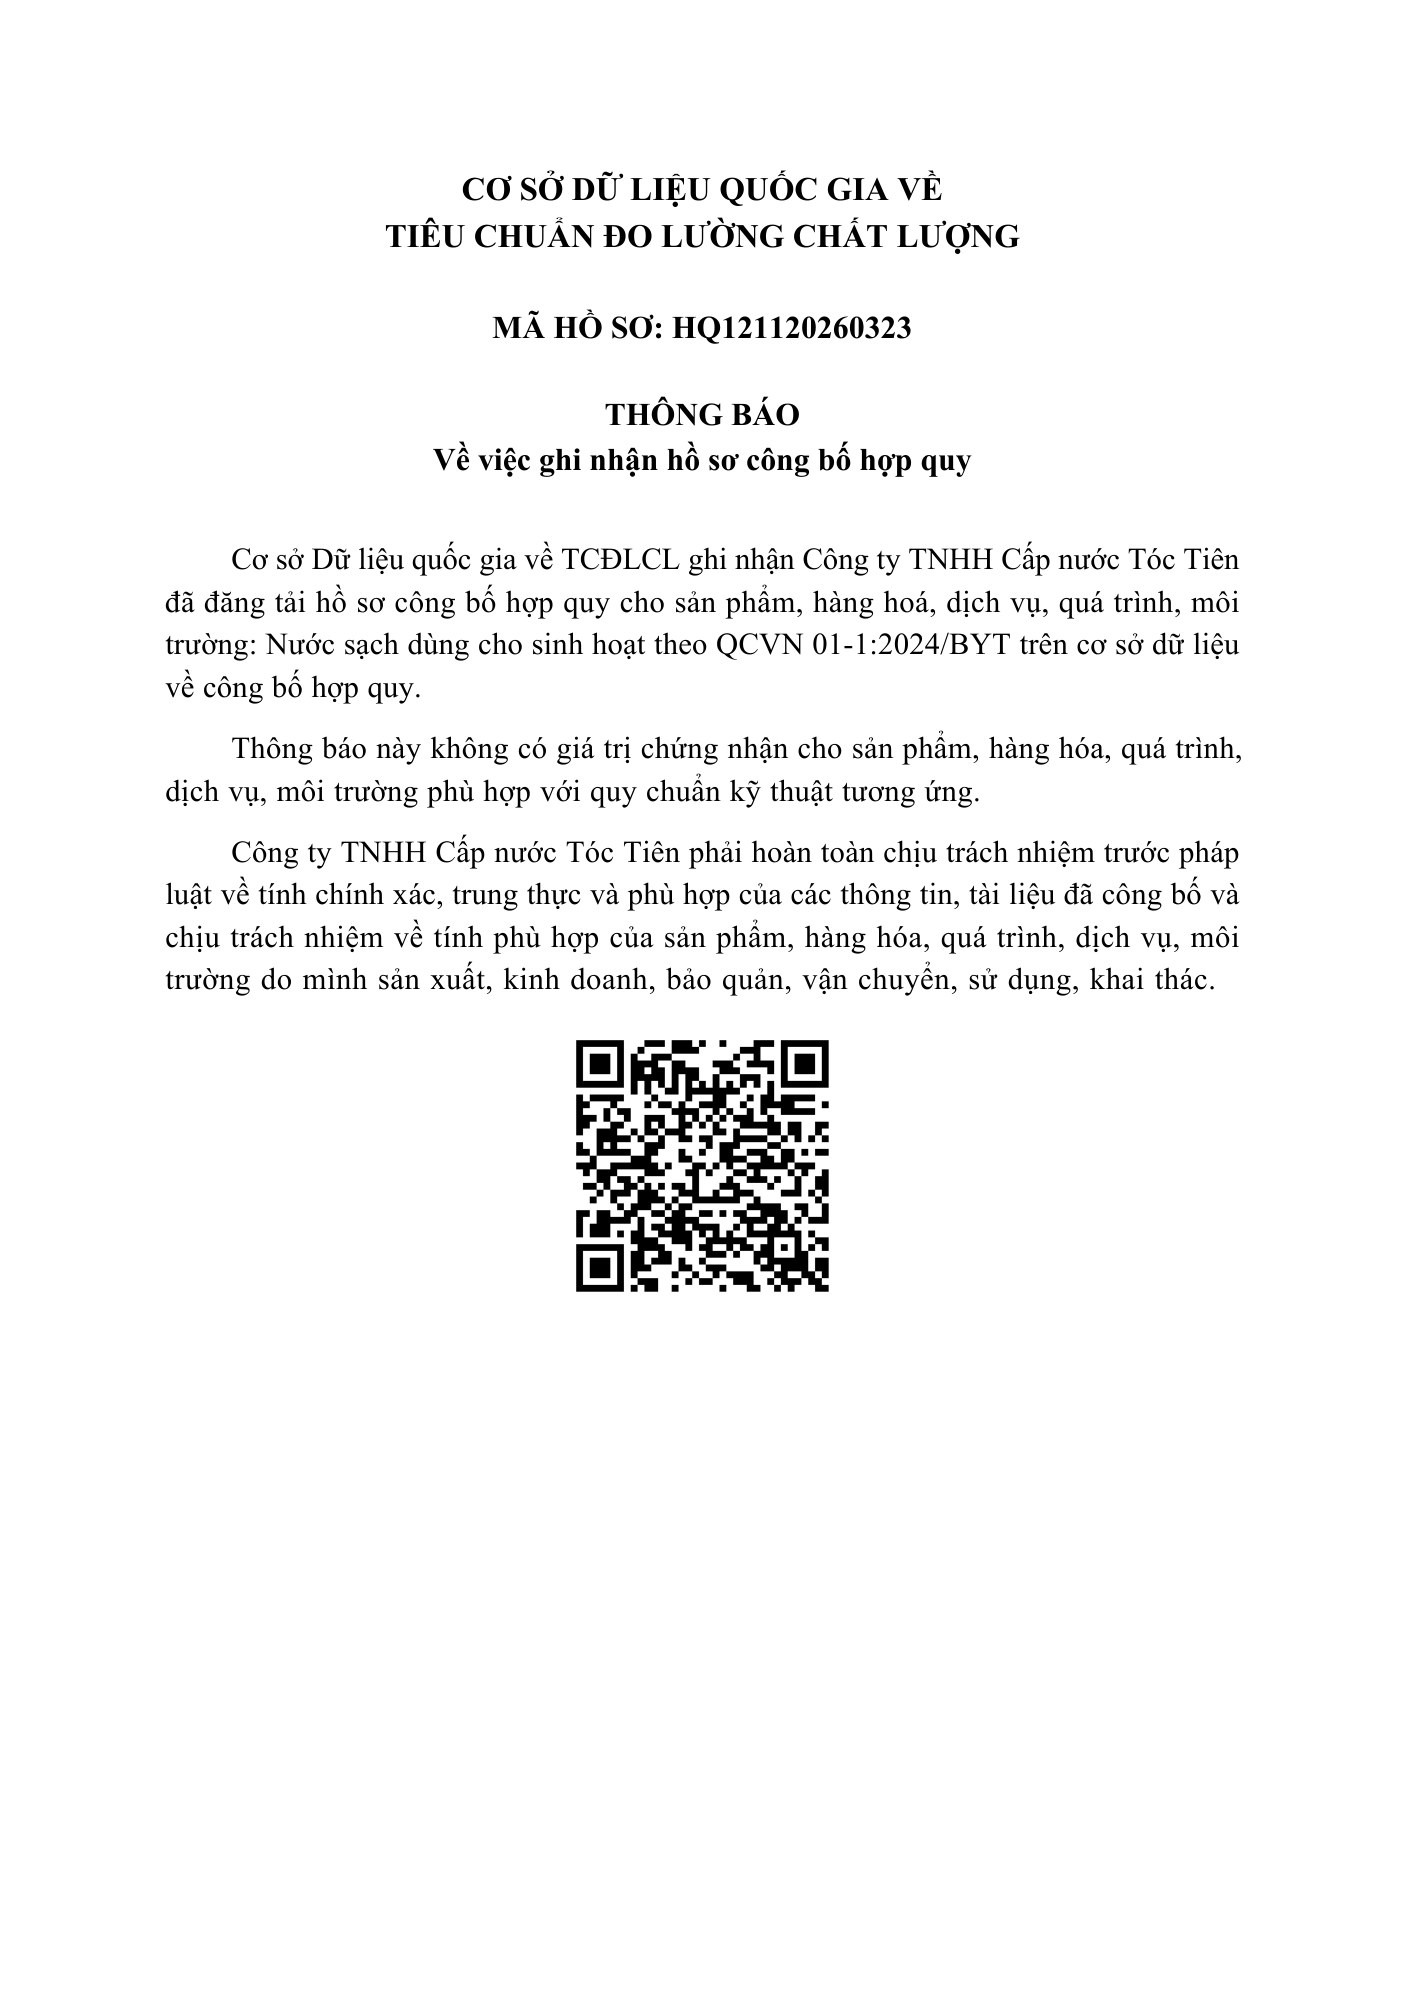 CƠ SỞ DỮ LIỆU QUỐC GIA VỀ
TIÊU CHUẨN ĐO LƯỜNG CHẤT LƯỢNG
MÃ HỒ SƠ: HQ121120260323
THÔNG BÁO
Về việc ghi nhận hồ sơ công bố hợp quy
Cơ sở Dữ liệu quốc gia về TCĐLCL ghi nhận Công ty TNHH Cấp nước Tóc Tiên
đã đăng tải hồ sơ công bố hợp quy cho sản phẩm, hàng hoá, dịch vụ, quá trình, môi
trường: Nước sạch dùng cho sinh hoạt theo QCVN 01-1:2024/BYT trên cơ sở dữ liệu
về công bố hợp quy.
Thông báo này không có giá trị chứng nhận cho sản phẩm, hàng hóa, quá trình,
dịch vụ, môi trường phù hợp với quy chuẩn kỹ thuật tương ứng.
Công ty TNHH Cấp nước Tóc Tiên phải hoàn toàn chịu trách nhiệm trước pháp
luật về tính chính xác, trung thực và phù hợp của các thông tin, tài liệu đã công bố và
chịu trách nhiệm về tính phù hợp của sản phẩm, hàng hóa, quá trình, dịch vụ, môi
trường do mình sản xuất, kinh doanh, bảo quản, vận chuyển, sử dụng, khai thác.